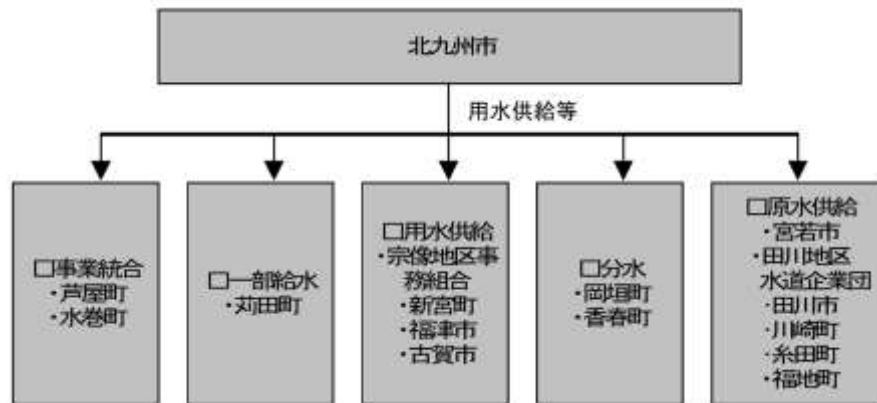 北九州市
用水供給等
□事業統合
・芦屋町
・水巻町
□一部給水
・苅田町
□用水供給
・宗像地区事
務組合
・新宮町
・福津市
・古賀市
□分水
・岡垣町
・香春町
□原水供給
・宮若市
・田川地区
水道企業団
・田川市
・川崎町
・糸田町
・福地町